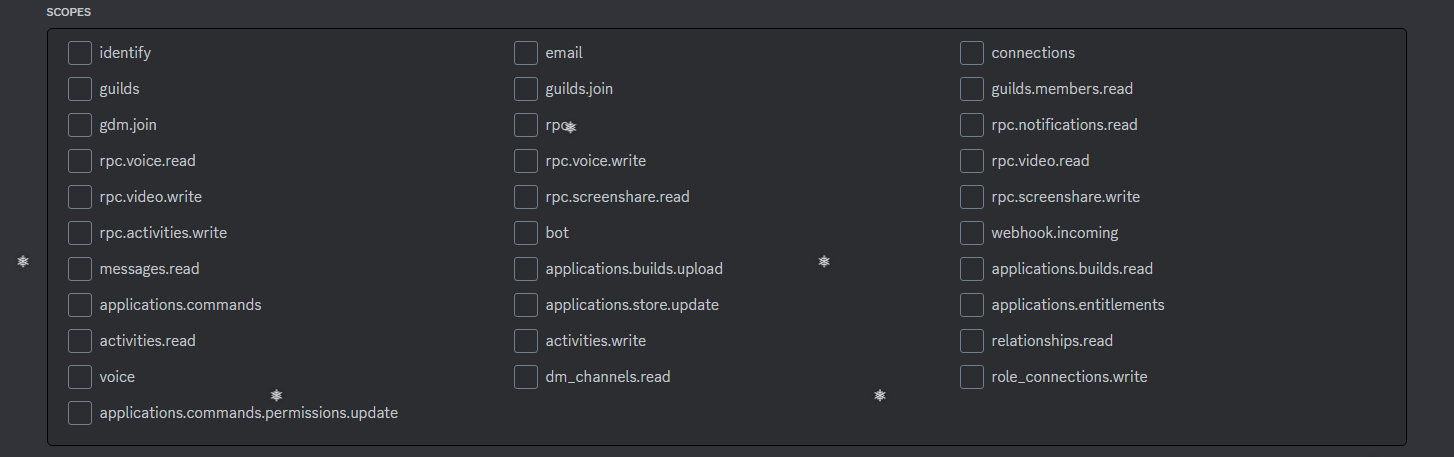 SCOPES
identify email connections
guilds guilds.join guilds.members.read
gdm.join rpc rpc.notifications.read
rpc.voice.read rpc.voice.write rpc.video.read
rpc.video.write rpc.screenshare.read rpc.screenshare.write
rpc.activities.write bot webhook.incoming
messages.read applications.builds.upload applications.builds.read
applications.commands applications.store.update applications.entitlements
activities.read activities.write relationships.read
voice dm_channels.read role_connections.write
applications.commands.permissions.update